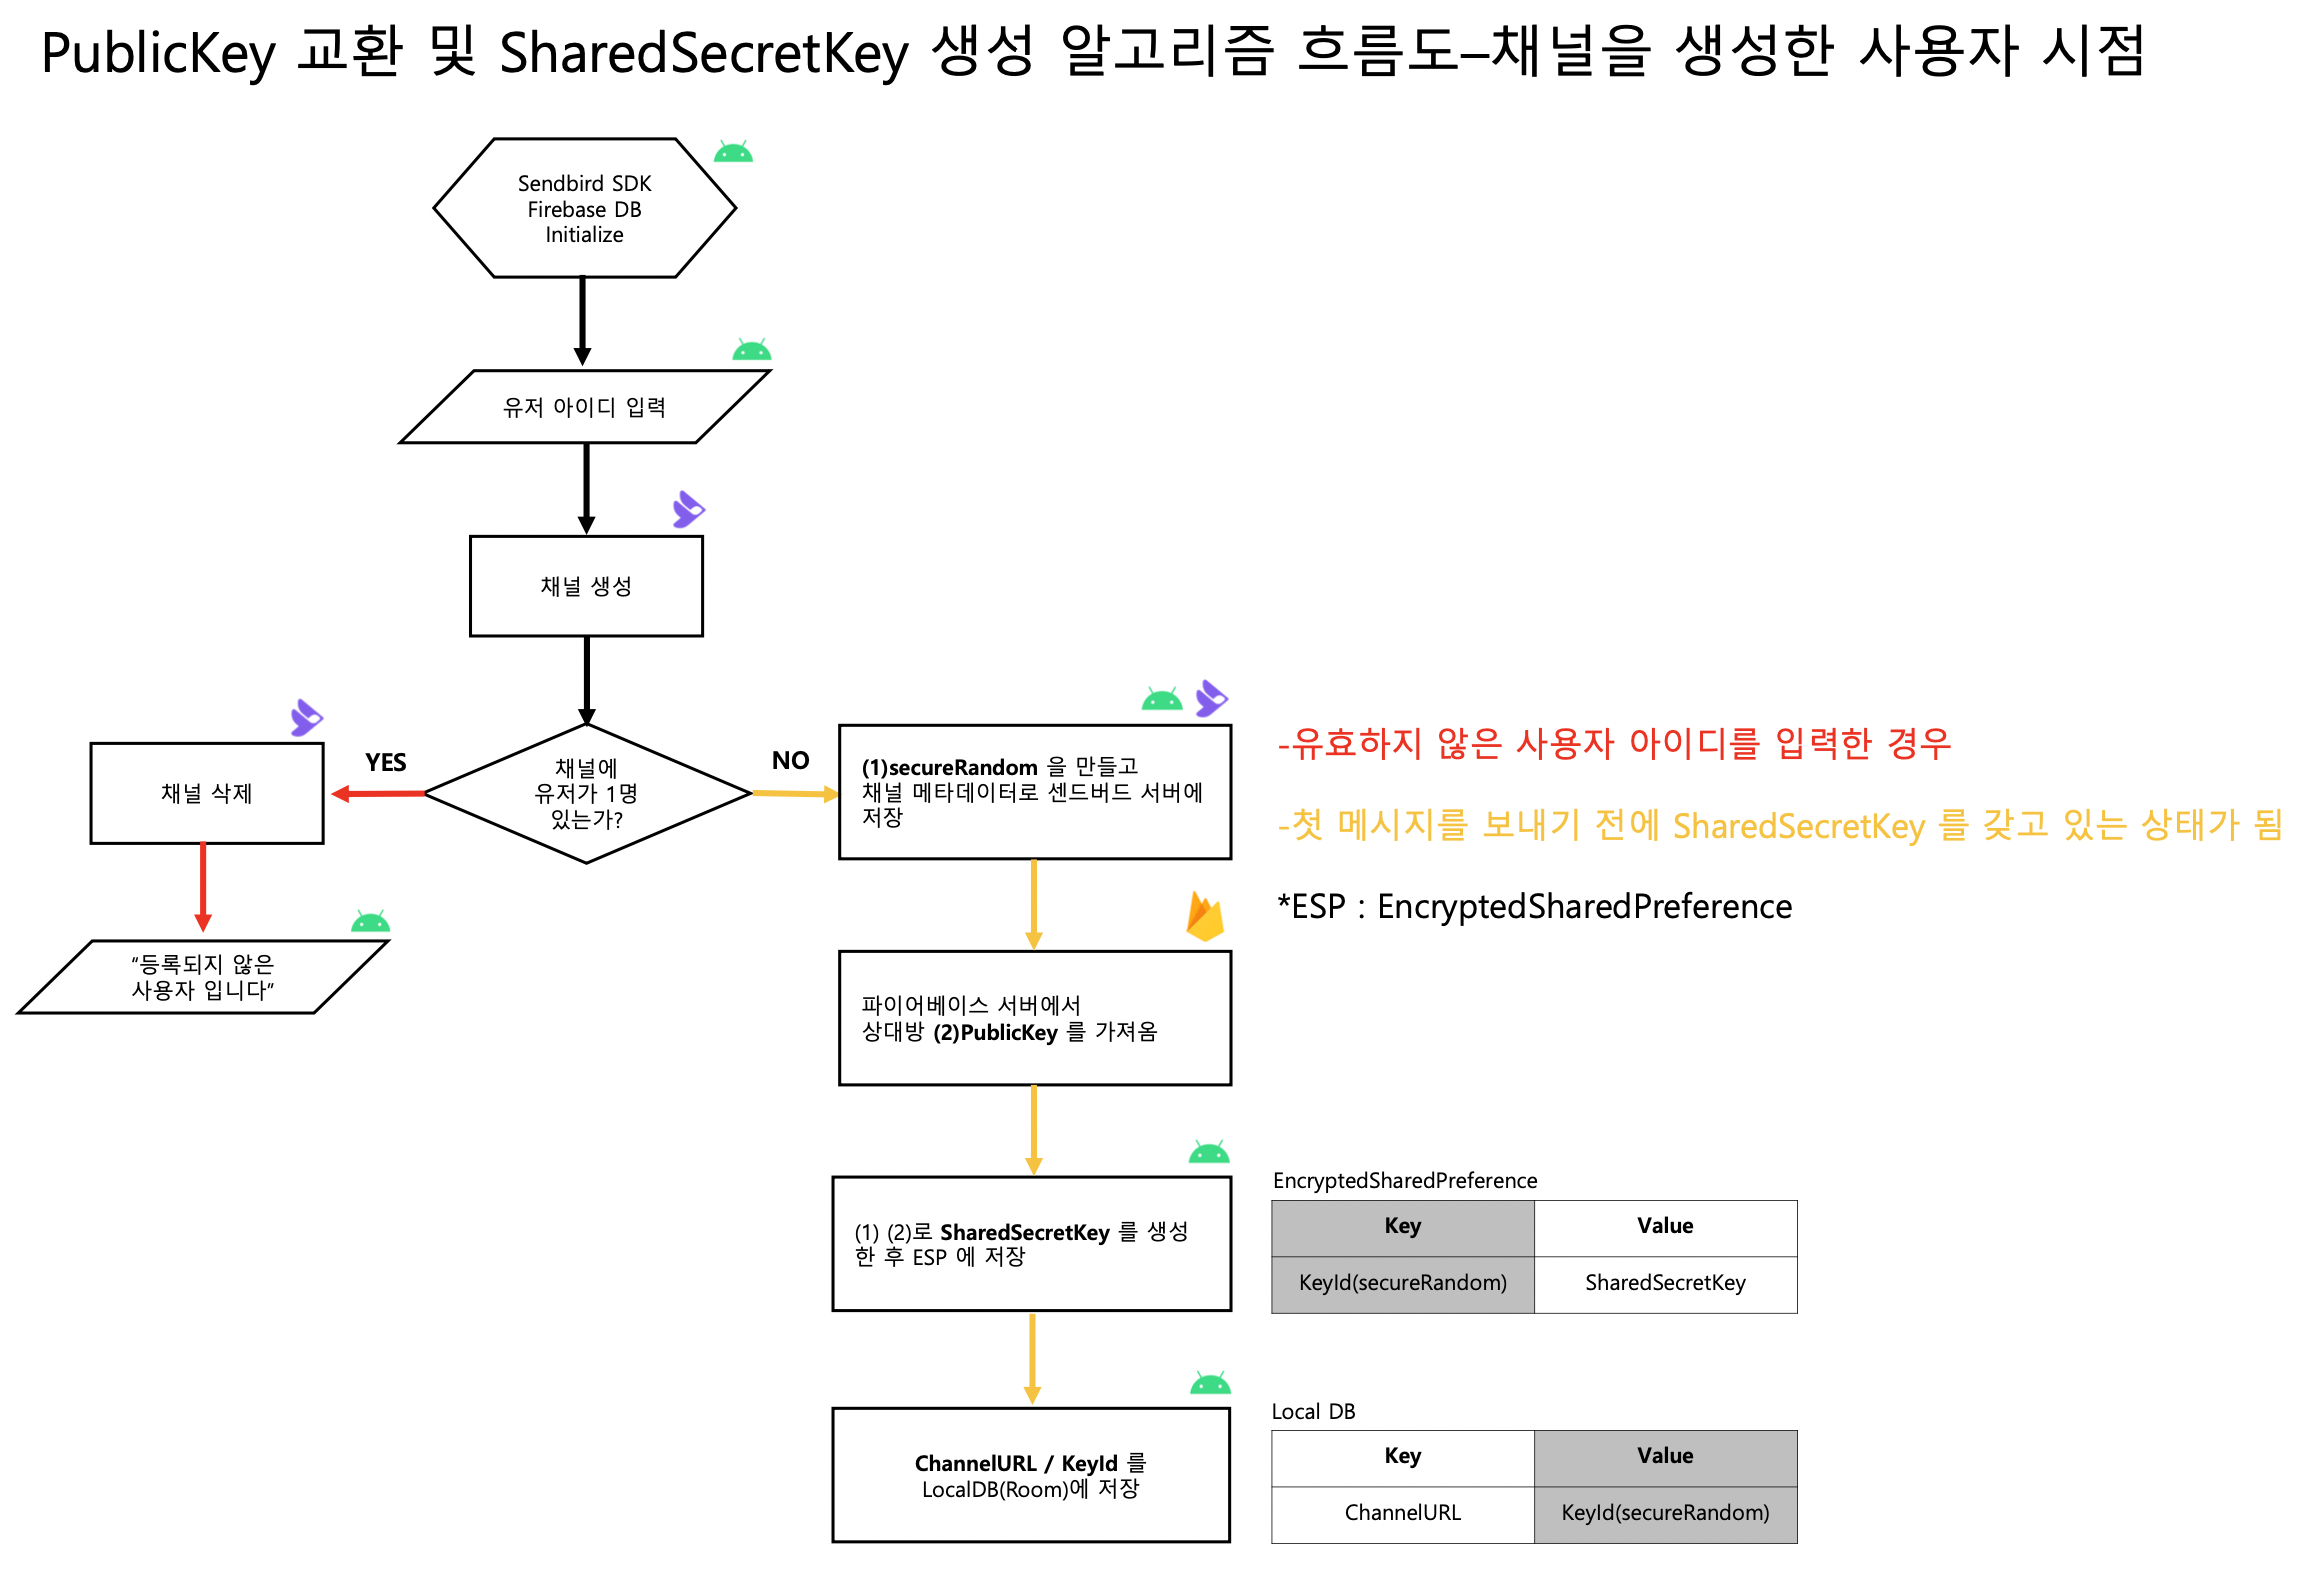 PublicKey 교환 및 SharedSecretKey 생성 알고리즘 흐름도–채널을 생성한 사용자 시점
Sendbird SDK
Firebase DB
Initialize
유저 아이디 입력
채널 생성
채널에
유저가 1명
있는가?
YES
채널 삭제
“등록되지 않은
사용자 입니다”
NO
(1)secureRandom 을 만들고
채널 메타데이터로 센드버드 서버에
저장
-유효하지 않은 사용자 아이디를 입력한 경우
-첫 메시지를 보내기 전에 SharedSecretKey 를 갖고 있는 상태가 됨
*ESP : EncryptedSharedPreference
파이어베이스 서버에서
상대방 (2)PublicKey 를 가져옴
(1) (2)로 SharedSecretKey 를 생성
한 후 ESP 에 저장
EncryptedSharedPreference
Key Value
KeyId(secureRandom) SharedSecretKey
ChannelURL / KeyId 를
LocalDB(Room)에 저장
Local DB
Key Value
ChannelURL KeyId(secureRandom)